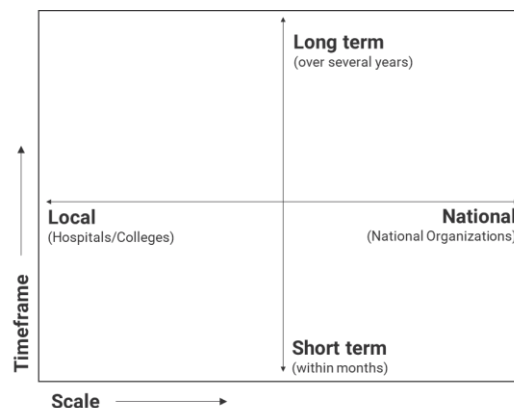 Long term
(over several years)
Local
(Hospitals/Colleges)
National
(National Organizations)
Short term
(within months)
Timeframe
Scale